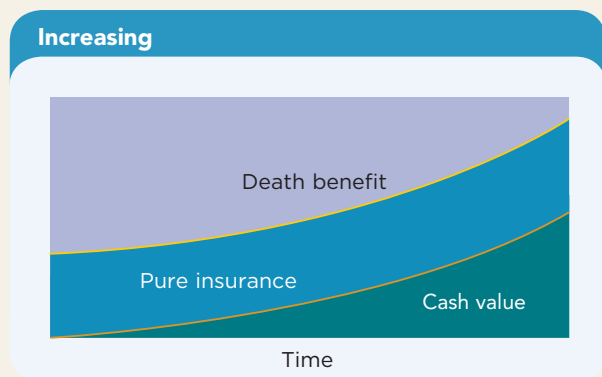 Increasing
Death benefit
Pure insurance
Cash value
Time